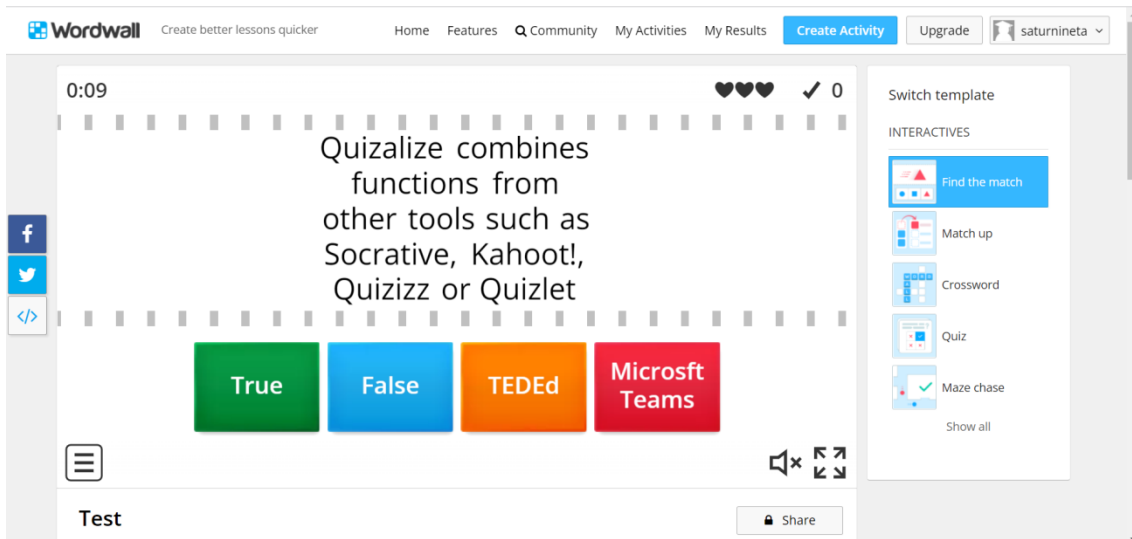 Wordwall Create better lessons quicker Home Features Community My Activities My Results Create Activity Upgrade saturnineta
0:09
0
Quizalize combines
functions from
other tools such as
Socrative, Kahoot!,
Quizizz or Quizlet
True
False
TEDEd
Microsft
Teams
Test
Share
Switch template
INTERACTIVES
Find the match
Match up
Crossword
Quiz
Maze chase
Show all
f
</>